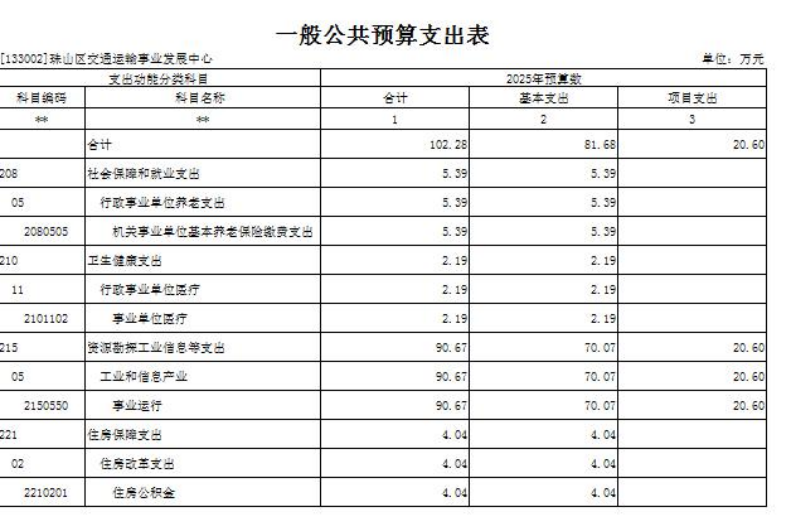 一般公共预算支出表
[133002]珠山区交通运输事业发展中心 单位：万元
支出功能分类科目 2025年预算数
科目编码 科目名称 合计 基本支出 项目支出
** ** 1 2 3
合计 102.28 81.68 20.60
208 社会保障和就业支出 5.39 5.39
05 行政事业单位养老支出 5.39 5.39
2080505 机关事业单位基本养老保险缴费支出 5.39 5.39
210 卫生健康支出 2.19 2.19
11 行政事业单位医疗 2.19 2.19
2101102 事业单位医疗 2.19 2.19
215 资源勘探工业信息等支出 90.67 70.07 20.60
05 工业和信息产业 90.67 70.07 20.60
2150550 事业运行 90.67 70.07 20.60
221 住房保障支出 4.04 4.04
02 住房改革支出 4.04 4.04
2210201 住房公积金 4.04 4.04